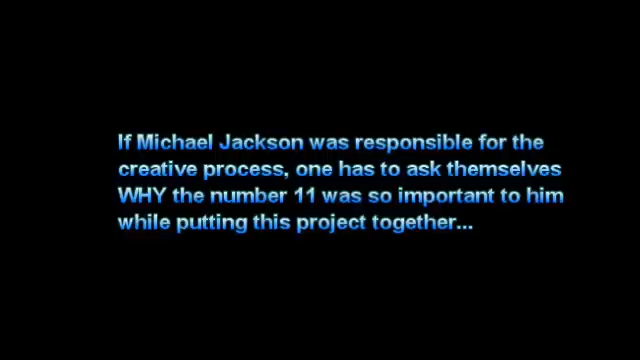 If Michael Jackson was responsible for the
creative process, one has to ask themselves
WHY the number 11 was so important to him
while putting this project together...